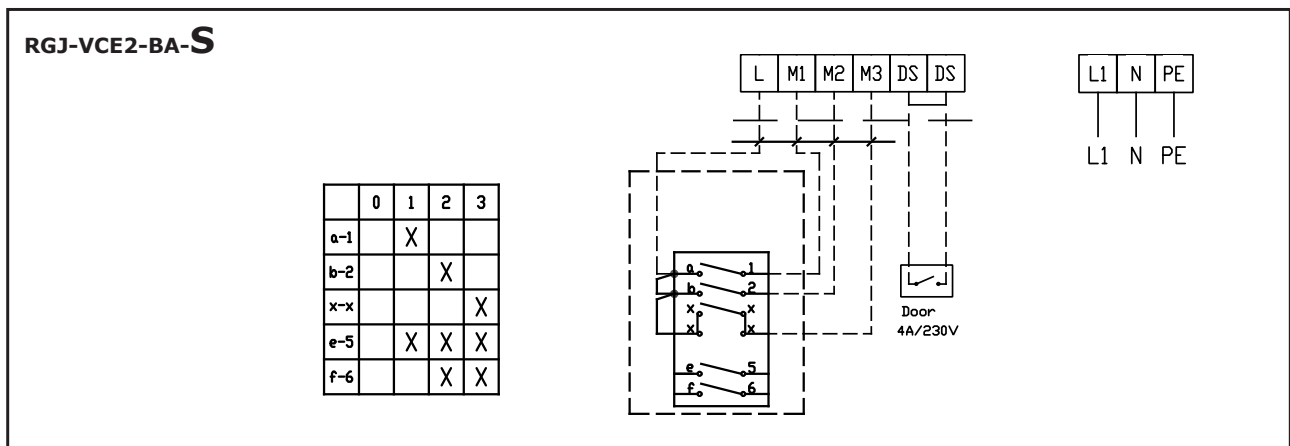 RGJ-VCE2-BA-S
L M1 M2 M3 DS DS
L1 N PE
L1 N PE
0 1 2 3
a-1 X
b-2 X
x-x X
e-5 X X X
f-6 X X
a 1
b 2
x x
x x
e 5
f 6
Door
4A/230V